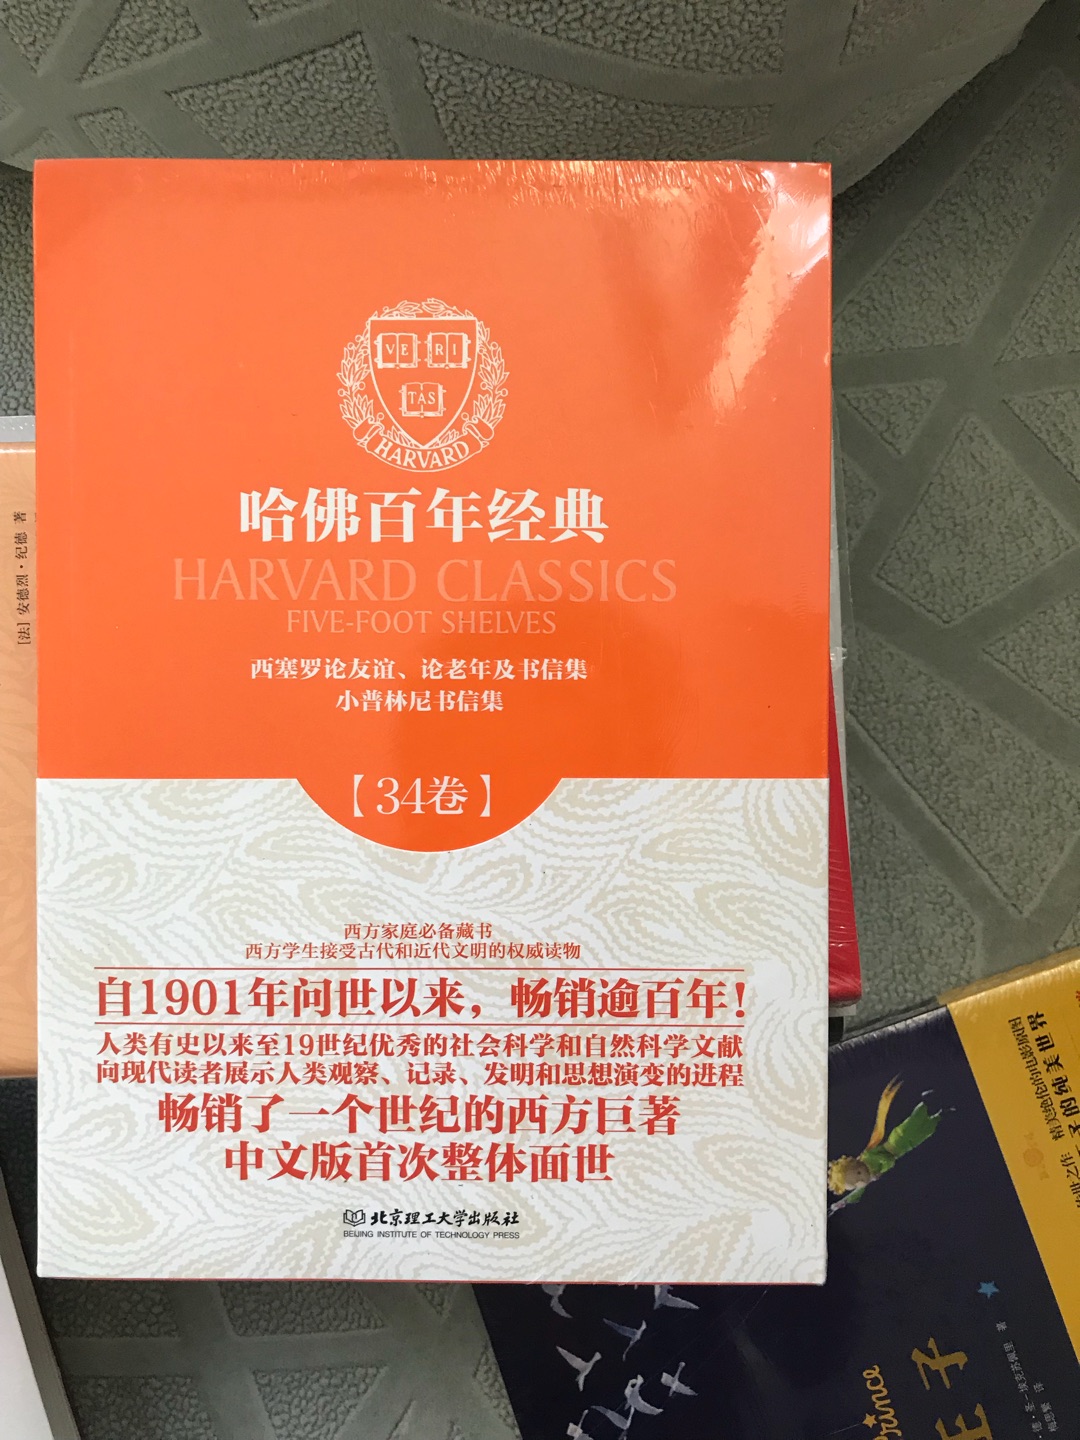 VE RI
TAS
HARVARD
哈佛百年经典
HARVARD CLASSICS
FIVE-FOOT SHELVES
西塞罗论友谊、论老年及书信集
小普林尼书信集
【34卷】
西方家庭必备藏书
西方学生接受古代和近代文明的权威读物
自1901年问世以来，畅销逾百年！
人类有史以来至19世纪优秀的社会科学和自然科学文献
向现代读者展示人类观察、记录、发明和思想演变的进程
畅销了一个世纪的西方巨著
中文版首次整体面世
北京理工大学出版社
BEIJING INSTITUTE OF TECHNOLOGY PRESS
[法] 安德烈·纪德 著
的纯美世界
Prince
王子